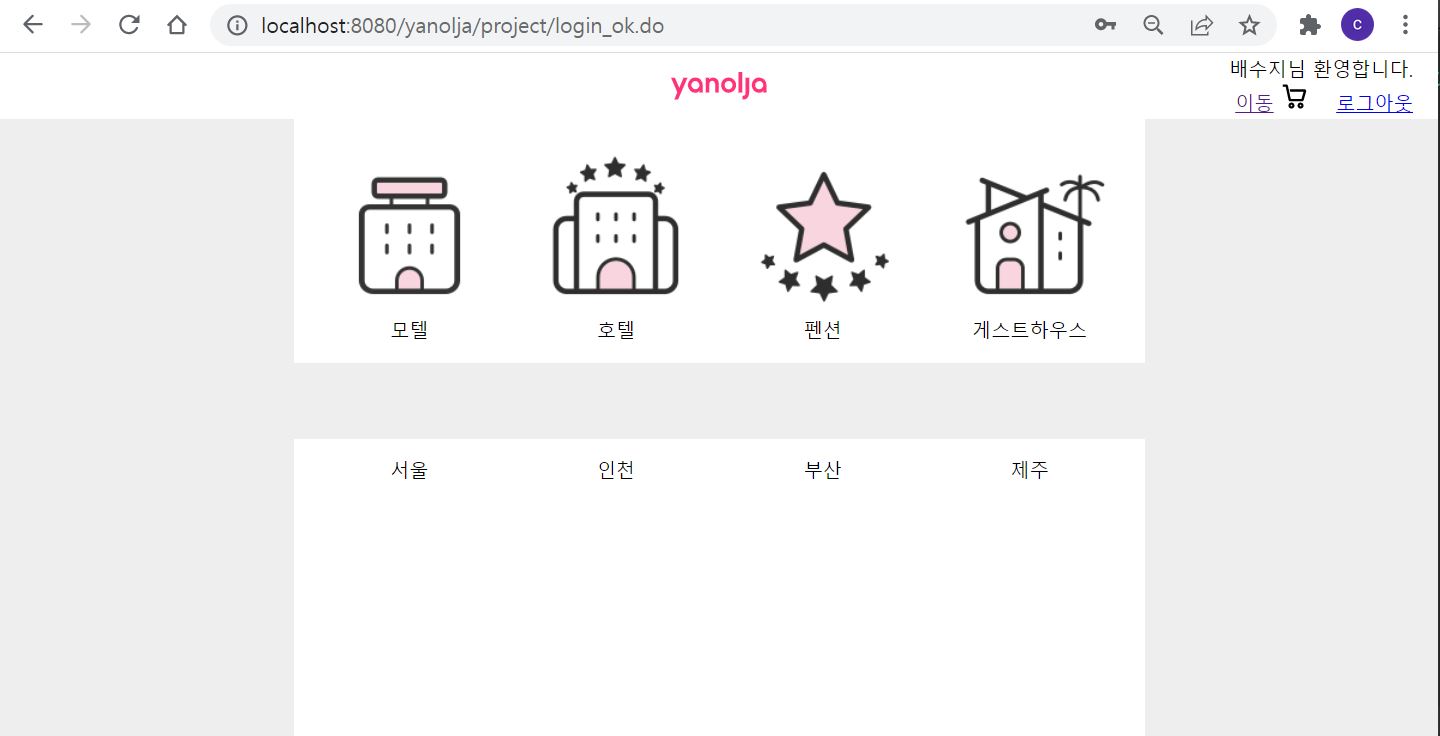 localhost:8080/yanolja/project/login_ok.do
C
yanolja
배수지님 환영합니다.
이동 로그아웃
모텔 호텔 펜션 게스트하우스
서울 인천 부산 제주